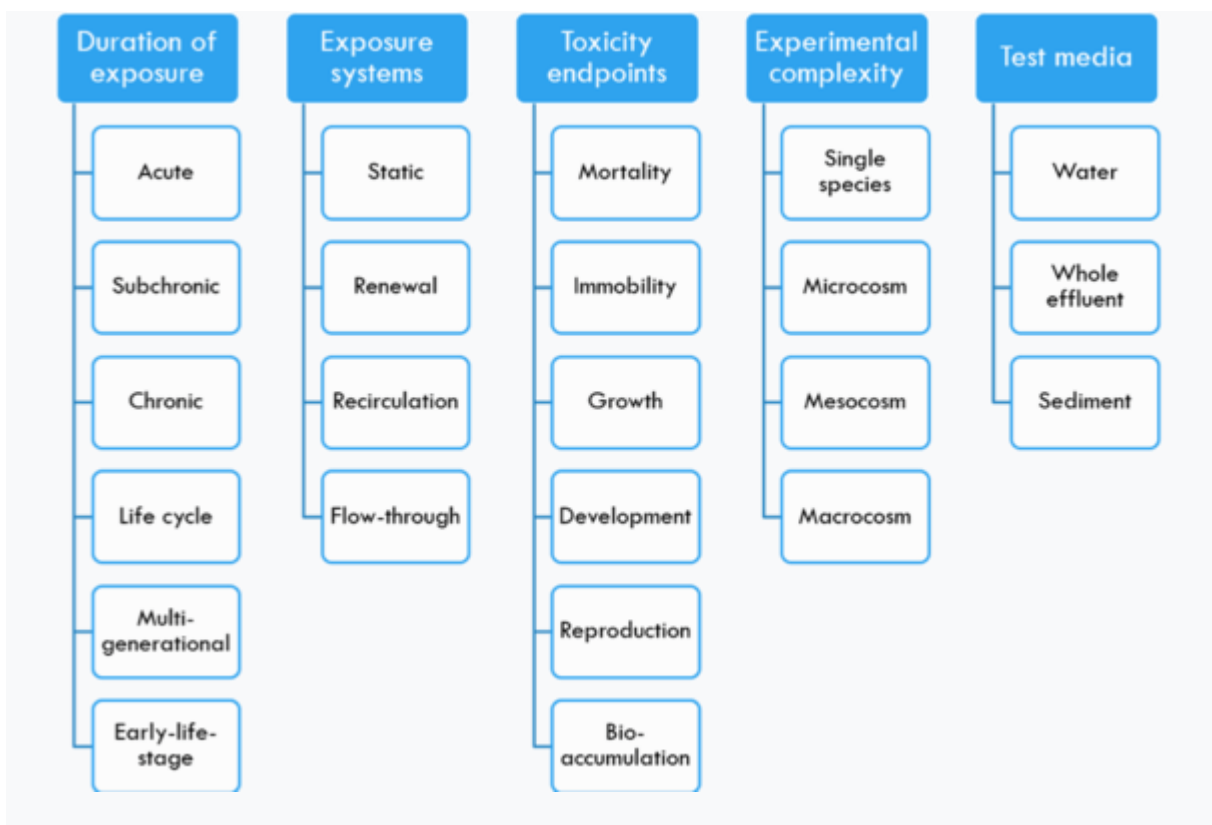 Duration of
exposure
Acute
Subchronic
Chronic
Life cycle
Multi-
generational
Early-life-
stage
Exposure
systems
Static
Renewal
Recirculation
Flow-through
Toxicity
endpoints
Mortality
Immobility
Growth
Development
Reproduction
Bio-
accumulation
Experimental
complexity
Single
species
Microcosm
Mesocosm
Macrocosm
Test media
Water
Whole
effluent
Sediment